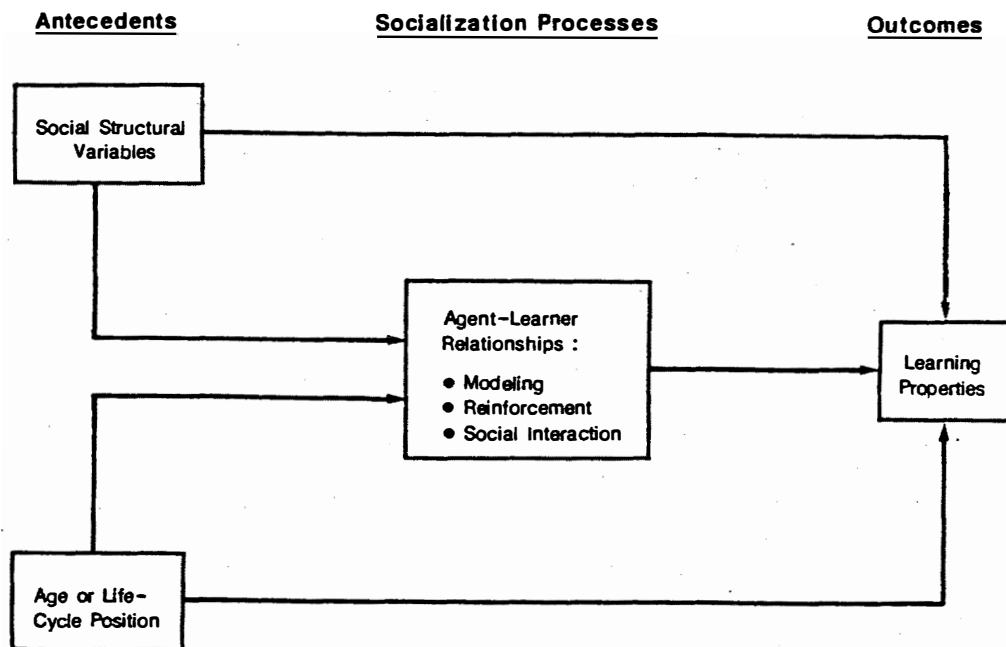 Antecedents
Socialization Processes
Outcomes
Social Structural
Variables
Agent-Learner
Relationships :
● Modeling
● Reinforcement
● Social Interaction
Learning
Properties
Age or Life-
Cycle Position